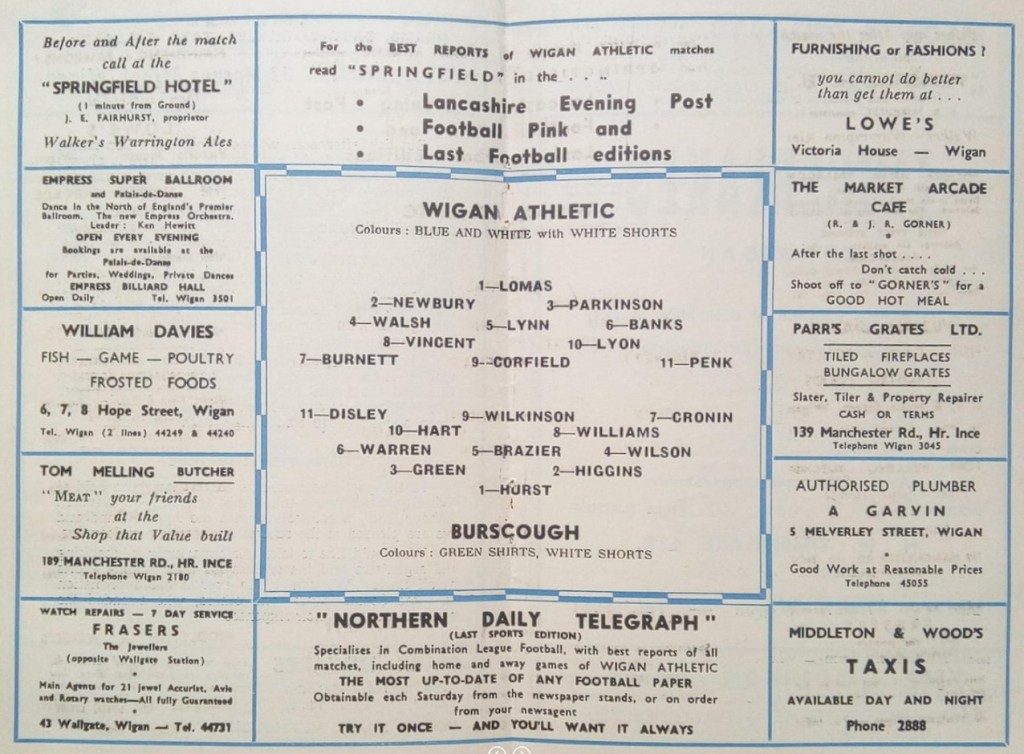 Before and After the match
call at the
"SPRINGFIELD HOTEL"
(1 minute from Ground)
J. E. FAIRHURST, proprietor
Walker's Warrington Ales
For the BEST REPORTS of WIGAN ATHLETIC matches
read "SPRINGFIELD" in the . . . .
• Lancashire Evening Post
• Football Pink and
• Last Football editions
FURNISHING or FASHIONS ?
you cannot do better
than get them at . . .
LOWE'S
Victoria House — Wigan
EMPRESS SUPER BALLROOM
and Palais-de-Danse
Dance in the North of England's Premier
Ballroom. The new Empress Orchestra.
Leader : Ken Hewitt
OPEN EVERY EVENING
Bookings are available at the
Palais-de-Danse
for Parties, Weddings, Private Dances
EMPRESS BILLIARD HALL
Open Daily Tel. Wigan 3501
WILLIAM DAVIES
FISH — GAME — POULTRY
FROSTED FOODS
6, 7, 8 Hope Street, Wigan
Tel. Wigan (2 lines) 44249 & 44240
TOM MELLING BUTCHER
"MEAT" your friends
at the
Shop that Value built
189 MANCHESTER RD., HR. INCE
Telephone Wigan 2180
WATCH REPAIRS — 7 DAY SERVICE
FRASERS
The Jewellers
(opposite Wallgate Station)
•
Main Agents for 21 Jewel Accurist, Avia
and Rotary watches—All fully Guaranteed
•
43 Wallgate, Wigan — Tel. 44731
WIGAN ATHLETIC
Colours : BLUE AND WHITE with WHITE SHORTS
1—LOMAS
2—NEWBURY 3—PARKINSON
4—WALSH 5—LYNN 6—BANKS
8—VINCENT 10—LYON
7—BURNETT 9—CORFIELD 11—PENK
11—DISLEY 9—WILKINSON 7—CRONIN
10—HART 8—WILLIAMS
6—WARREN 5—BRAZIER 4—WILSON
3—GREEN 2—HIGGINS
1—HURST
BURSCOUGH
Colours : GREEN SHIRTS, WHITE SHORTS
"NORTHERN DAILY TELEGRAPH"
(LAST SPORTS EDITION)
Specialises in Combination League Football, with best reports of all
matches, including home and away games of WIGAN ATHLETIC
THE MOST UP-TO-DATE OF ANY FOOTBALL PAPER
Obtainable each Saturday from the newspaper stands, or on order
from your newsagent
TRY IT ONCE — AND YOU'LL WANT IT ALWAYS
THE MARKET ARCADE
CAFE
(R. & J. R. GORNER)
•
After the last shot . . . .
Don't catch cold . . .
Shoot off to "GORNER'S" for a
GOOD HOT MEAL
PARR'S GRATES LTD.
TILED FIREPLACES
BUNGALOW GRATES
Slater, Tiler & Property Repairer
CASH OR TERMS
139 Manchester Rd., Hr. Ince
Telephone Wigan 3045
AUTHORISED PLUMBER
A GARVIN
5 MELVERLEY STREET, WIGAN
•
Good Work at Reasonable Prices
Telephone 45055
MIDDLETON & WOOD'S
TAXIS
AVAILABLE DAY AND NIGHT
Phone 2888